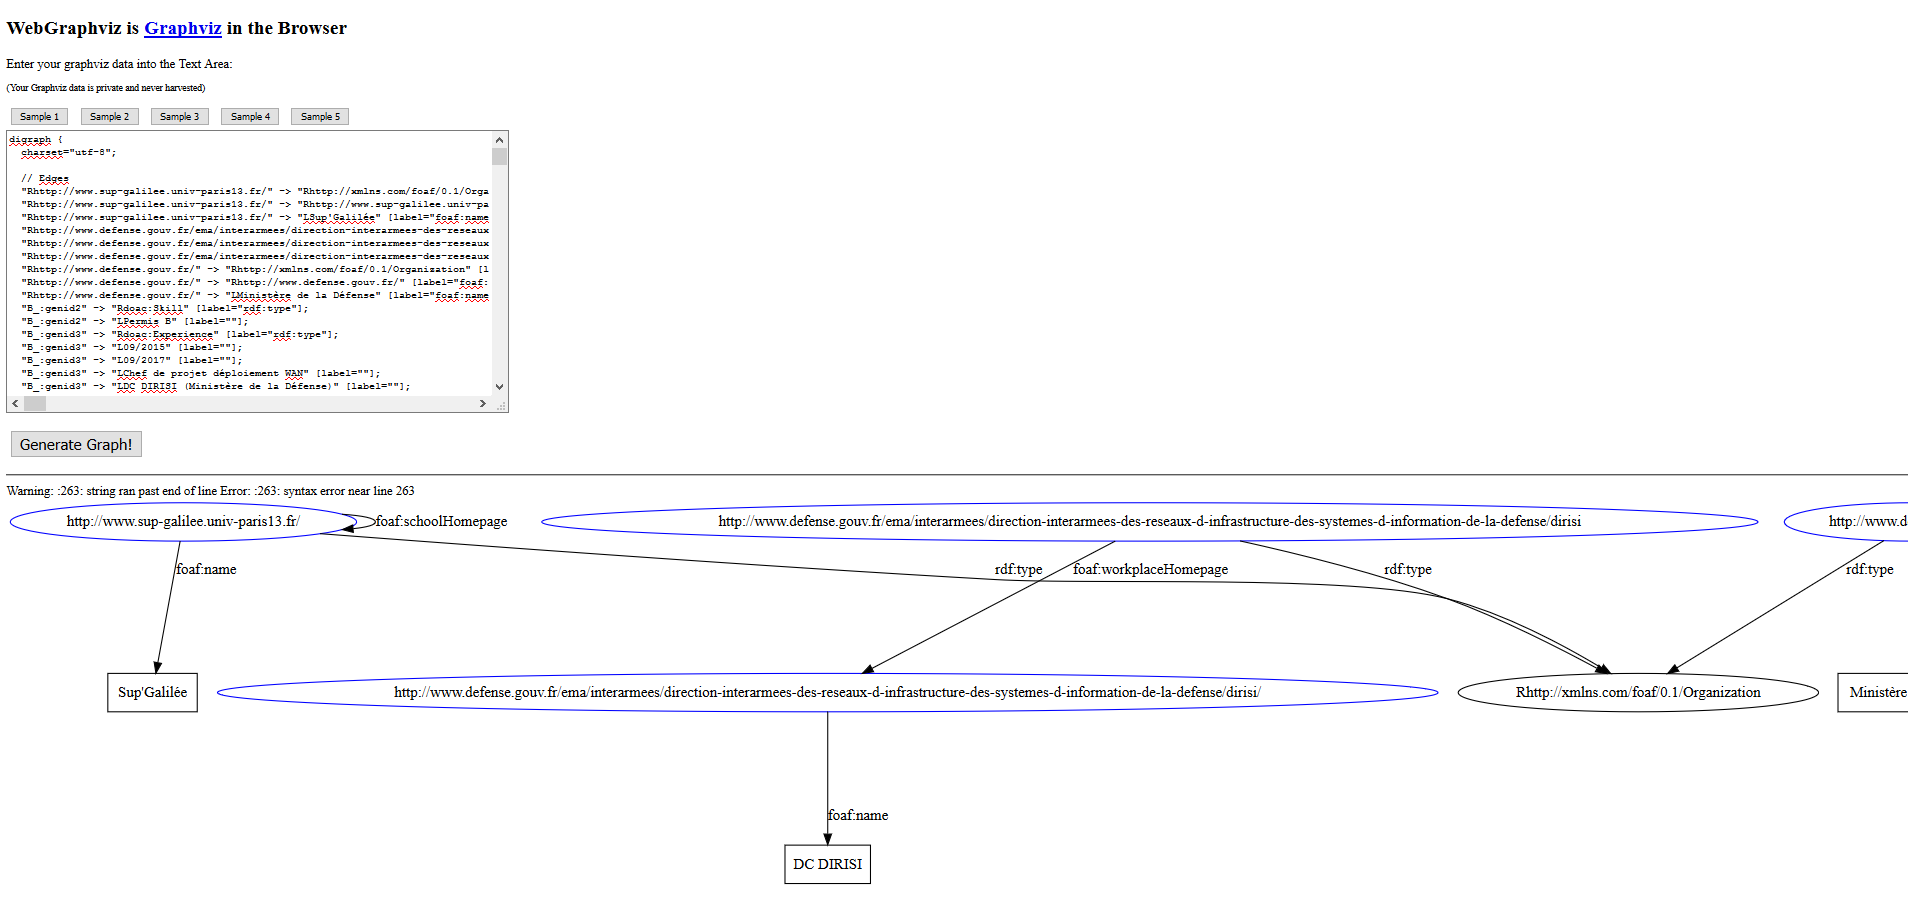 WebGraphviz is Graphviz in the Browser
Enter your graphviz data into the Text Area:
(Your Graphviz data is private and never harvested)
Sample 1 Sample 2 Sample 3 Sample 4 Sample 5
digraph {
charset="utf-8";
// Edges
"Rhttp://www.sup-galilee.univ-paris13.fr/" -> "Rhttp://xmlns.com/foaf/0.1/Orga
"Rhttp://www.sup-galilee.univ-paris13.fr/" -> "Rhttp://www.sup-galilee.univ-pa
"Rhttp://www.sup-galilee.univ-paris13.fr/" -> "LSup'Galilée" [label="foaf:name
"Rhttp://www.defense.gouv.fr/ema/interarmees/direction-interarmees-des-reseaux
"Rhttp://www.defense.gouv.fr/ema/interarmees/direction-interarmees-des-reseaux
"Rhttp://www.defense.gouv.fr/ema/interarmees/direction-interarmees-des-reseaux
"Rhttp://www.defense.gouv.fr/" -> "Rhttp://xmlns.com/foaf/0.1/Organization" [l
"Rhttp://www.defense.gouv.fr/" -> "Rhttp://www.defense.gouv.fr/" [label="foaf:
"Rhttp://www.defense.gouv.fr/" -> "LMinistère de la Défense" [label="foaf:name
"B_:genid2" -> "Rdoac:Skill" [label="rdf:type"];
"B_:genid2" -> "LPermis B" [label=""];
"B_:genid3" -> "Rdoac:Experience" [label="rdf:type"];
"B_:genid3" -> "L09/2015" [label=""];
"B_:genid3" -> "L09/2017" [label=""];
"B_:genid3" -> "LChef de projet déploiement WAN" [label=""];
"B_:genid3" -> "LDC DIRISI (Ministère de la Défense)" [label=""];
Generate Graph!
Warning: :263: string ran past end of line Error: :263: syntax error near line 263
http://www.sup-galilee.univ-paris13.fr/ foaf:schoolHomepage http://www.defense.gouv.fr/ema/interarmees/direction-interarmees-des-reseaux-d-infrastructure-des-systemes-d-information-de-la-defense/dirisi http://www.d
foaf:name rdf:type foaf:workplaceHomepage rdf:type rdf:type
Sup'Galilée http://www.defense.gouv.fr/ema/interarmees/direction-interarmees-des-reseaux-d-infrastructure-des-systemes-d-information-de-la-defense/dirisi/ Rhttp://xmlns.com/foaf/0.1/Organization Ministère
foaf:name
DC DIRISI